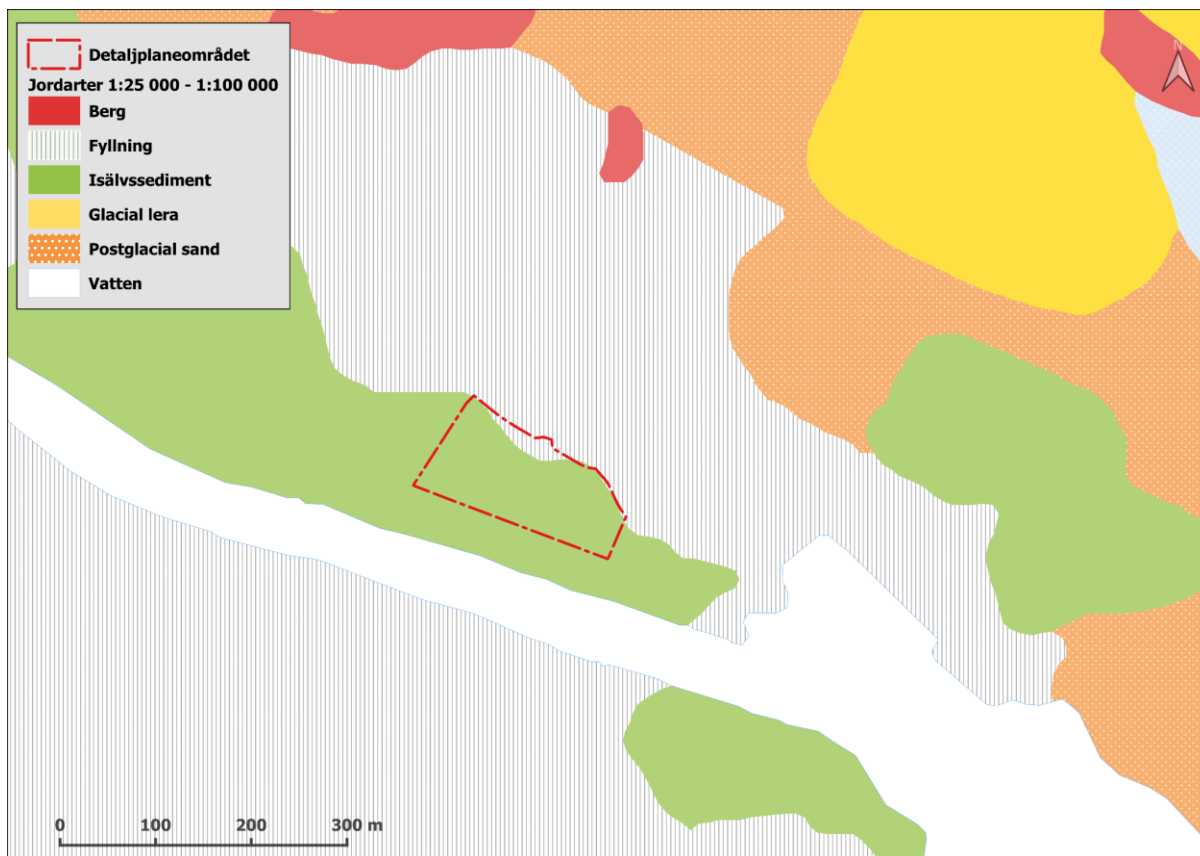 Detaljplaneområdet
Jordarter 1:25 000 - 1:100 000
Berg
Fyllning
Isälvssediment
Glacial lera
Postglacial sand
Vatten
N
0 100 200 300 m